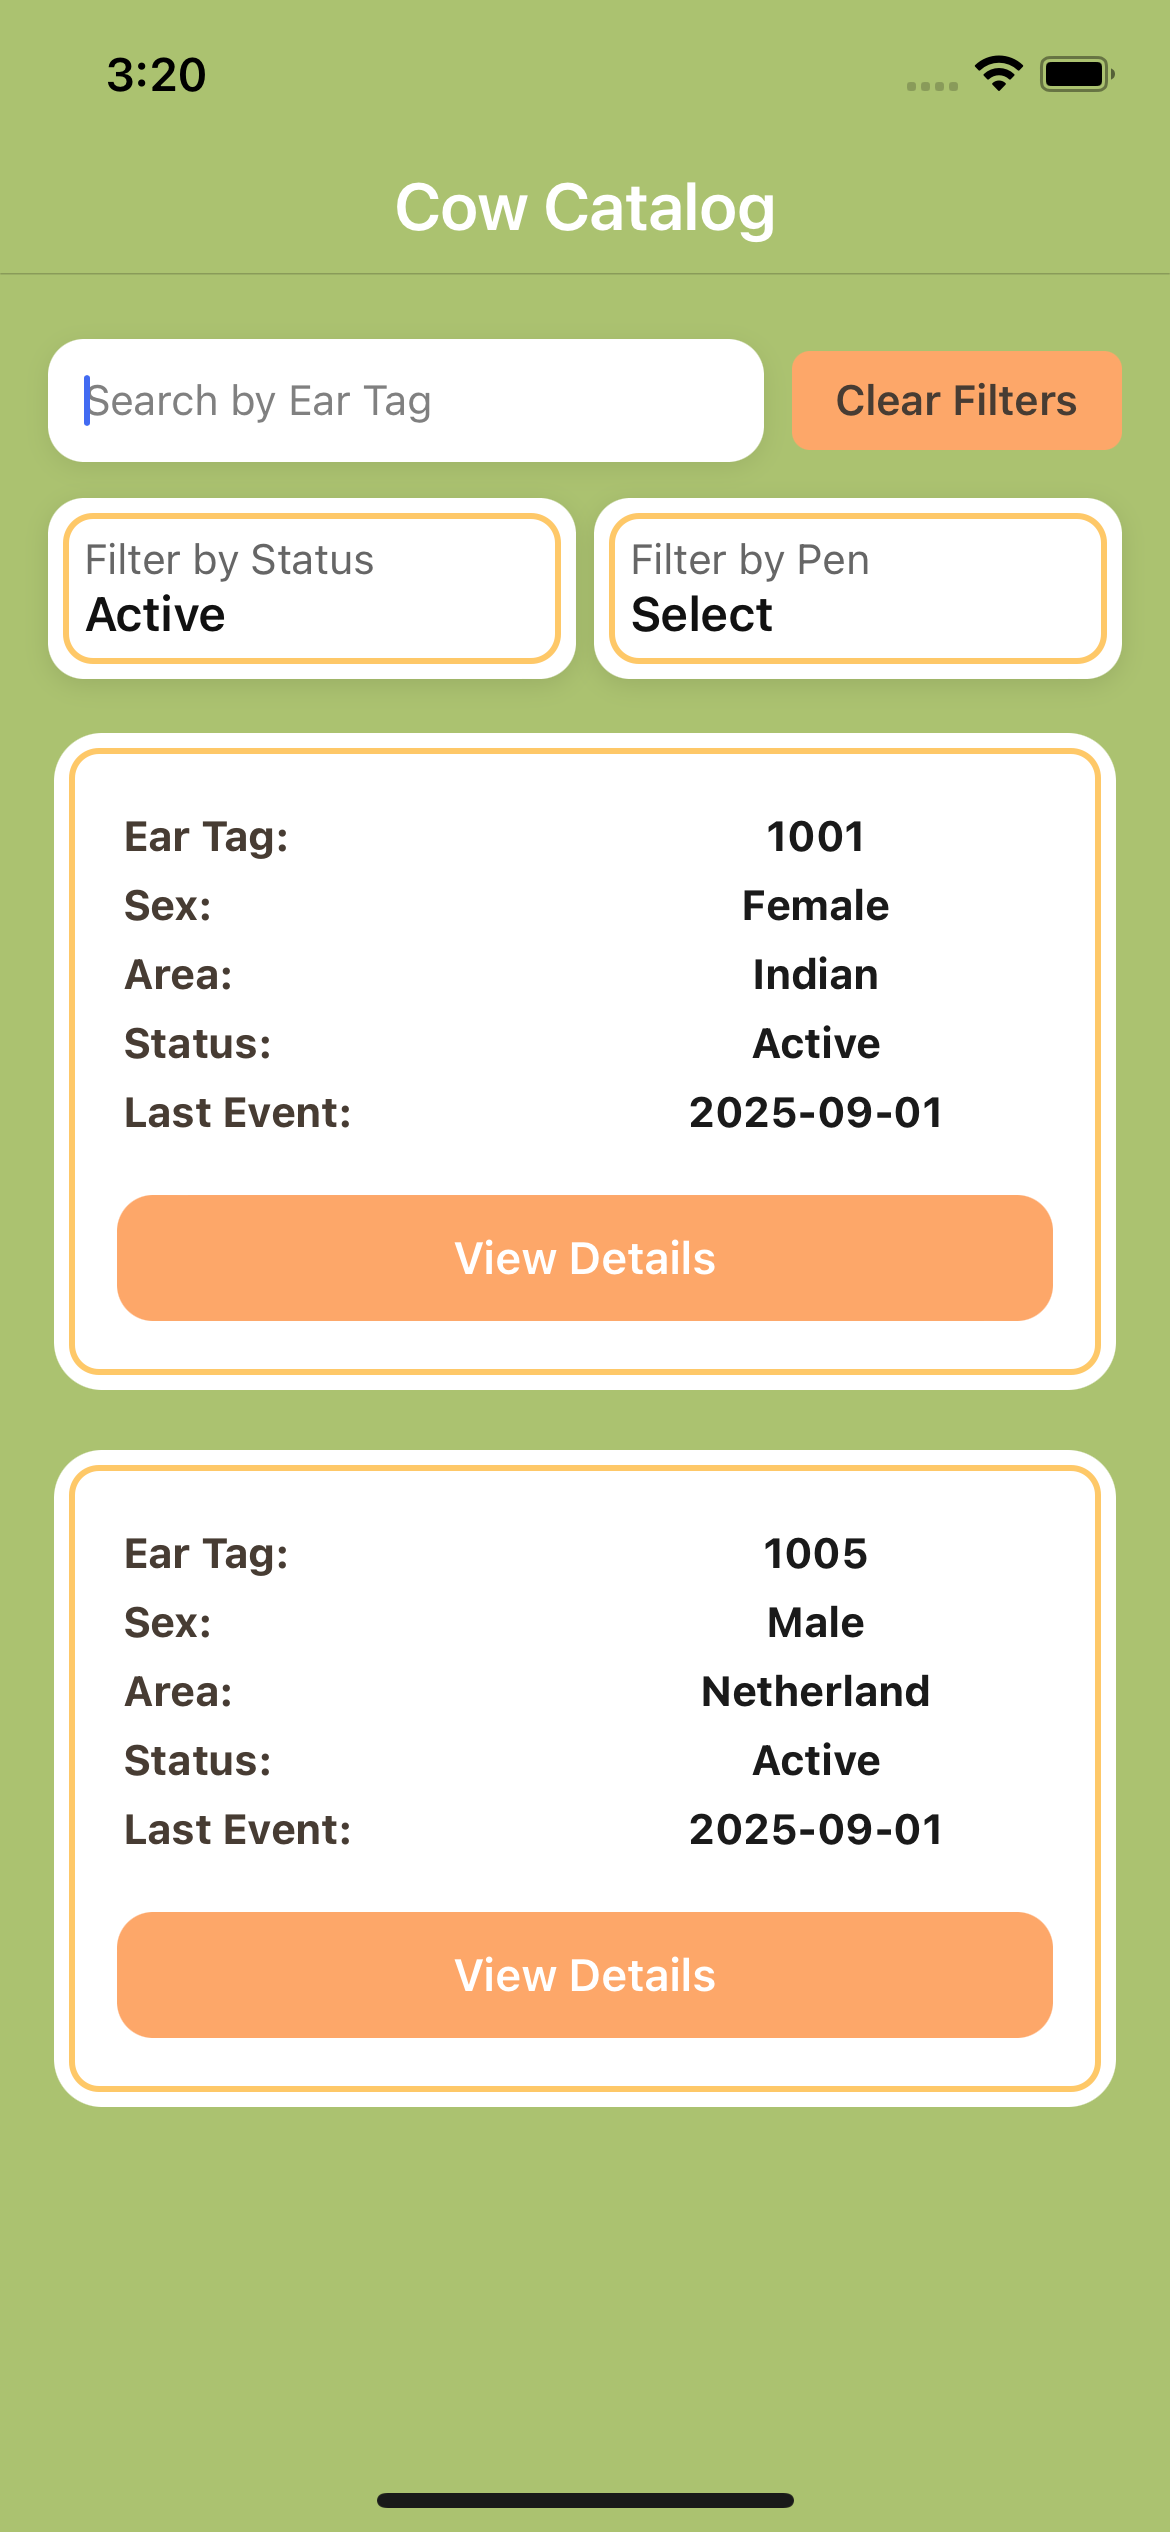 3:20
Cow Catalog
Search by Ear Tag
Clear Filters
Filter by Status
Active
Filter by Pen
Select
Ear Tag: 1001
Sex: Female
Area: Indian
Status: Active
Last Event: 2025-09-01
View Details
Ear Tag: 1005
Sex: Male
Area: Netherland
Status: Active
Last Event: 2025-09-01
View Details